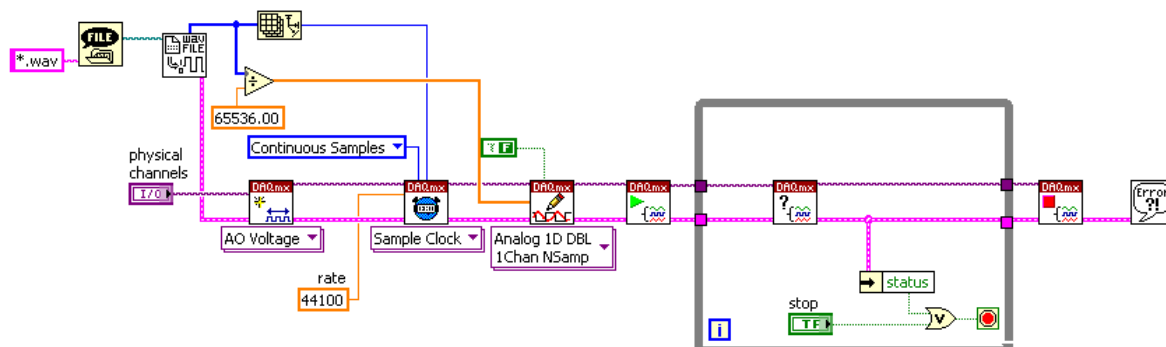 FILE
wav
FILE
*.wav
÷
65536.00
Continuous Samples
T F
physical
channels
I/O
DAQmx
DAQmx
DAQmx
DAQmx
DAQmx
?
DAQmx
Error
?!
AO Voltage
Sample Clock
Analog 1D DBL
1Chan NSamp
rate
44100
status
stop
TF
V
i